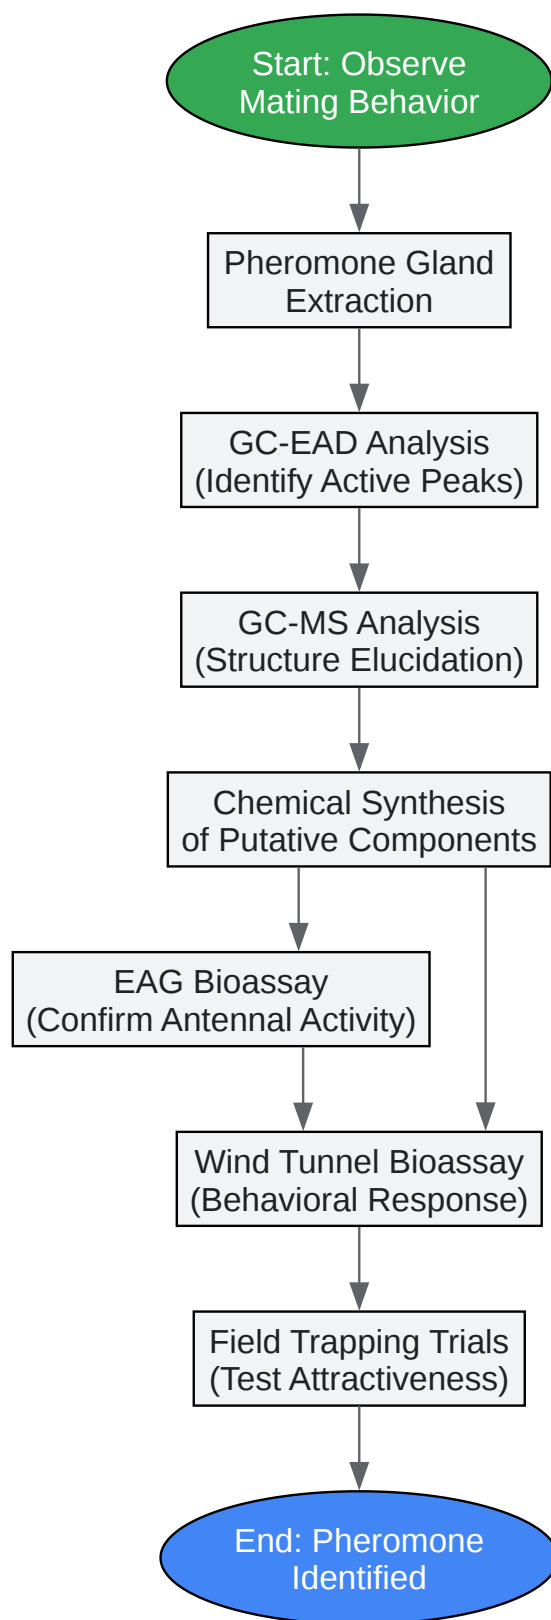 Start: Observe
Mating Behavior
Pheromone Gland
Extraction
GC-EAD Analysis
(Identify Active Peaks)
GC-MS Analysis
(Structure Elucidation)
Chemical Synthesis
of Putative Components
EAG Bioassay
(Confirm Antennal Activity)
Wind Tunnel Bioassay
(Behavioral Response)
Field Trapping Trials
(Test Attractiveness)
End: Pheromone
Identified